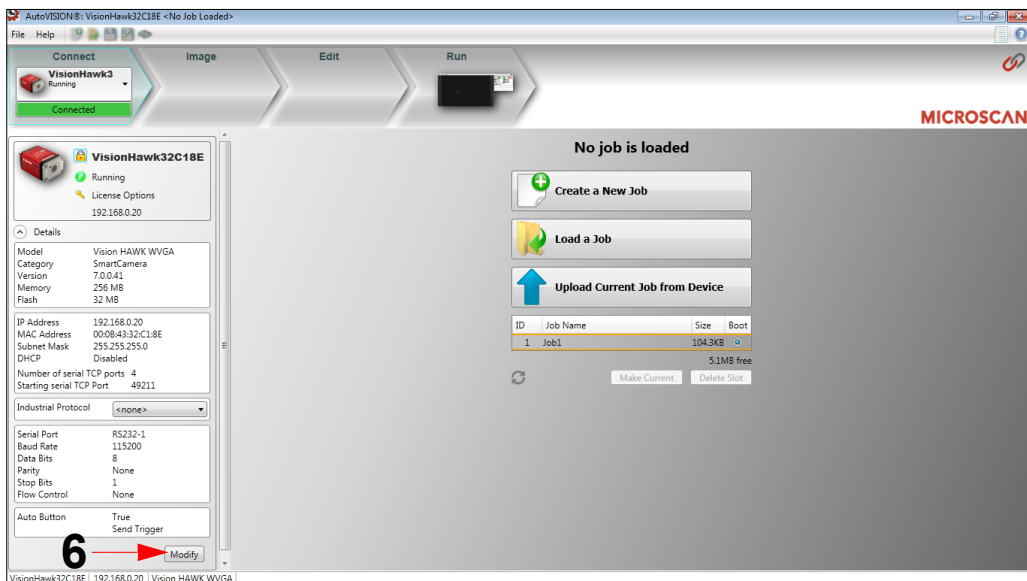 AutoVISION®: VisionHawk32C18E <No Job Loaded>
File Help
Connect Image Edit Run
VisionHawk3
Running
Connected
MICROSCAN
VisionHawk32C18E
Running
License Options
192.168.0.20
Details
Model Vision HAWK WVGA
Category SmartCamera
Version 7.0.0.41
Memory 256 MB
Flash 32 MB
IP Address 192.168.0.20
MAC Address 00:0B:43:32:C1:8E
Subnet Mask 255.255.255.0
DHCP Disabled
Number of serial TCP ports 4
Starting serial TCP Port 49211
Industrial Protocol <none>
Serial Port RS232-1
Baud Rate 115200
Data Bits 8
Parity None
Stop Bits 1
Flow Control None
Auto Button True
Send Trigger
6 Modify
No job is loaded
Create a New Job
Load a Job
Upload Current Job from Device
ID Job Name Size Boot
1 Job1 104.3KB
5.1MB free
Make Current Delete Slot
VisionHawk32C18E 192.168.0.20 Vision HAWK WVGA